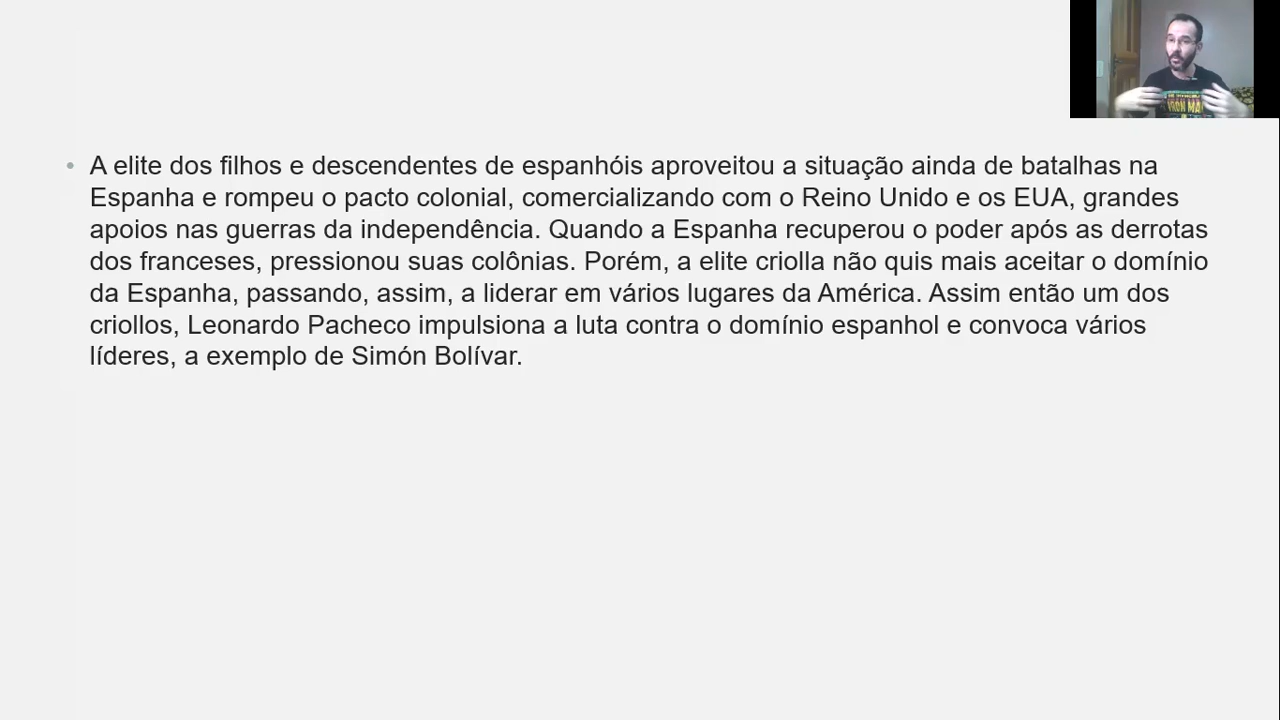 A elite dos filhos e descendentes de espanhóis aproveitou a situação ainda de batalhas na
Espanha e rompeu o pacto colonial, comercializando com o Reino Unido e os EUA, grandes
apoios nas guerras da independência. Quando a Espanha recuperou o poder após as derrotas
dos franceses, pressionou suas colônias. Porém, a elite criolla não quis mais aceitar o domínio
da Espanha, passando, assim, a liderar em vários lugares da América. Assim então um dos
criollos, Leonardo Pacheco impulsiona a luta contra o domínio espanhol e convoca vários
líderes, a exemplo de Simón Bolívar.
IRON MA